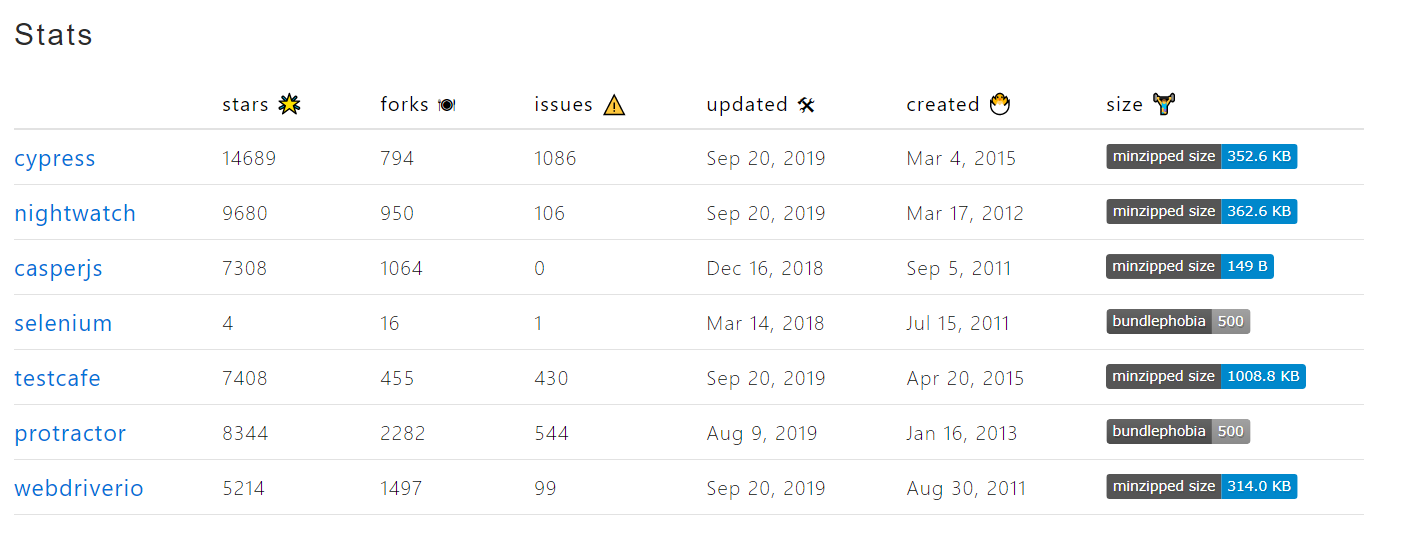 Stats
stars forks issues updated created size
cypress 14689 794 1086 Sep 20, 2019 Mar 4, 2015 minzipped size 352.6 KB
nightwatch 9680 950 106 Sep 20, 2019 Mar 17, 2012 minzipped size 362.6 KB
casperjs 7308 1064 0 Dec 16, 2018 Sep 5, 2011 minzipped size 149 B
selenium 4 16 1 Mar 14, 2018 Jul 15, 2011 bundlephobia 500
testcafe 7408 455 430 Sep 20, 2019 Apr 20, 2015 minzipped size 1008.8 KB
protractor 8344 2282 544 Aug 9, 2019 Jan 16, 2013 bundlephobia 500
webdriverio 5214 1497 99 Sep 20, 2019 Aug 30, 2011 minzipped size 314.0 KB